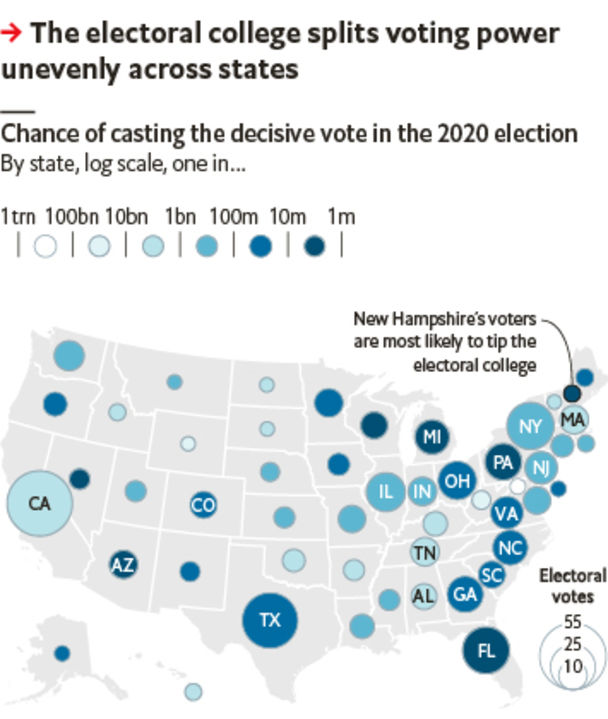 → The electoral college splits voting power
unevenly across states
Chance of casting the decisive vote in the 2020 election
By state, log scale, one in...
1trn 100bn 10bn 1bn 100m 10m 1m
New Hampshire's voters
are most likely to tip the
electoral college
NY
MA
MI
PA
NJ
OH
IL
IN
CA
CO
VA
NC
TN
AZ
SC
AL
GA
TX
FL
Electoral
votes
55
25
10